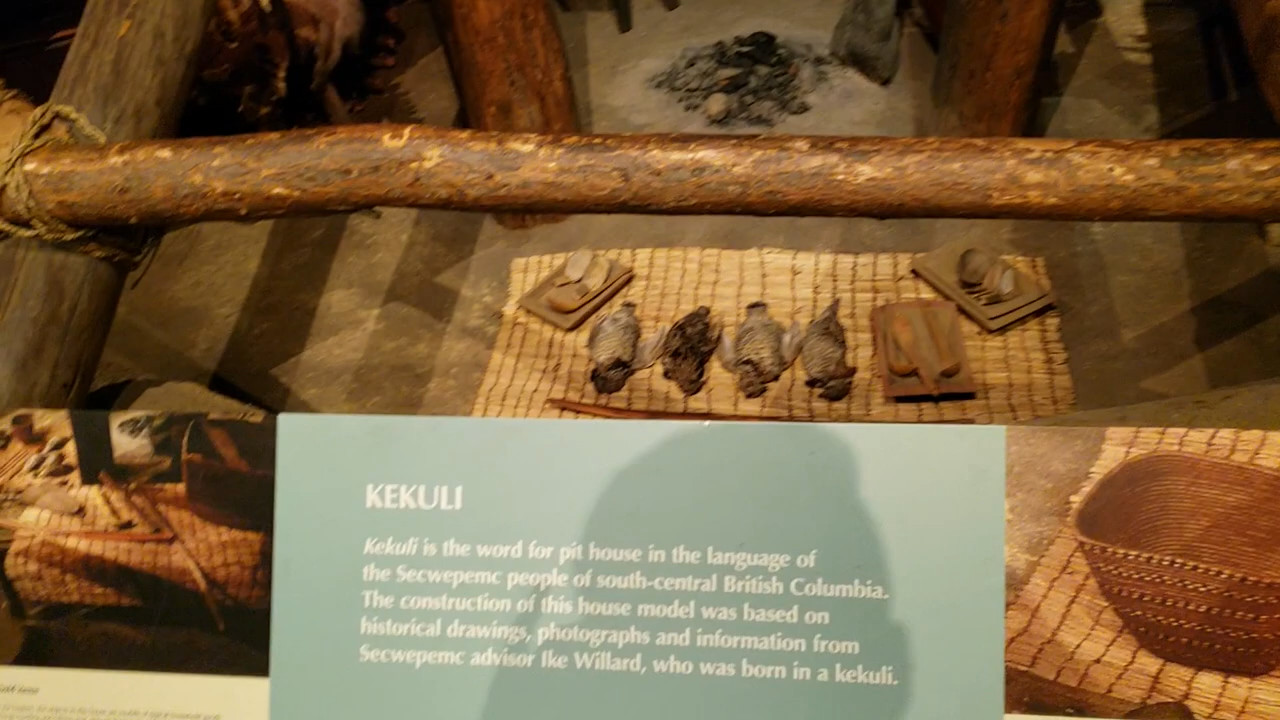 KEKULI
Kekuli is the word for pit house in the language of
the Secwepemc people of south-central British Columbia.
The construction of this house model was based on
historical drawings, photographs and information from
Secwepemc advisor Ike Willard, who was born in a kekuli.